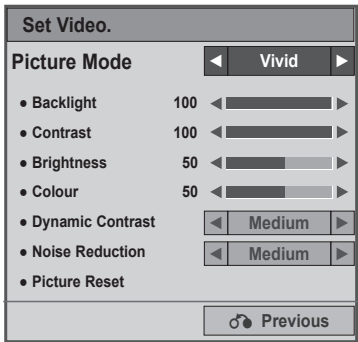 Set Video.
Picture Mode ◀ Vivid ▶
● Backlight 100 ◀ ▶
● Contrast 100 ◀ ▶
● Brightness 50 ◀ ▶
● Colour 50 ◀ ▶
● Dynamic Contrast ◀ Medium ▶
● Noise Reduction ◀ Medium ▶
● Picture Reset
Previous